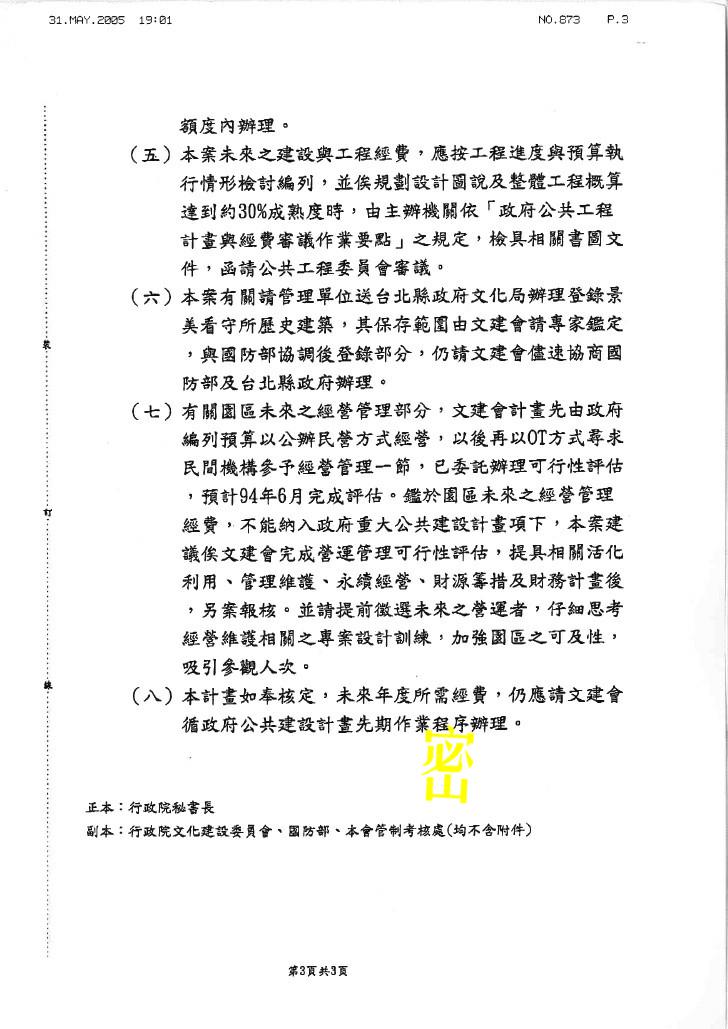 31.MAY.2005 19:01 NO.873 P.3
額度內辦理。
(五)本案未來之建設與工程經費，應按工程進度與預算執
行情形檢討編列，並俟規劃設計圖說及整體工程概算
達到約30%成熟度時，由主辦機關依「政府公共工程
計畫與經費審議作業要點」之規定，檢具相關書圖文
件，函請公共工程委員會審議。
(六)本案有關請管理單位送台北縣政府文化局辦理登錄景
美看守所歷史建築，其保存範圍由文建會請專家鑑定
，與國防部協調後登錄部分，仍請文建會儘速協商國
防部及台北縣政府辦理。
(七)有關園區未來之經營管理部分，文建會計畫先由政府
編列預算以公辦民營方式經營，以後再以OT方式尋求
民間機構參予經營管理一節，已委託辦理可行性評估
，預計94年6月完成評估。鑑於園區未來之經營管理
經費，不能納入政府重大公共建設計畫項下，本案建
議俟文建會完成營運管理可行性評估，提具相關活化
利用、管理維護、永續經營、財源籌措及財務計畫後
，另案報核。並請提前徵選未來之營運者，仔細思考
經營維護相關之專案設計訓練，加強園區之可及性，
吸引參觀人次。
(八)本計畫如奉核定，未來年度所需經費，仍應請文建會
循政府公共建設計畫先期作業程序辦理。
密
正本：行政院秘書長
副本：行政院文化建設委員會、國防部、本會管制考核處(均不含附件)
第3頁共3頁
裝
訂
線